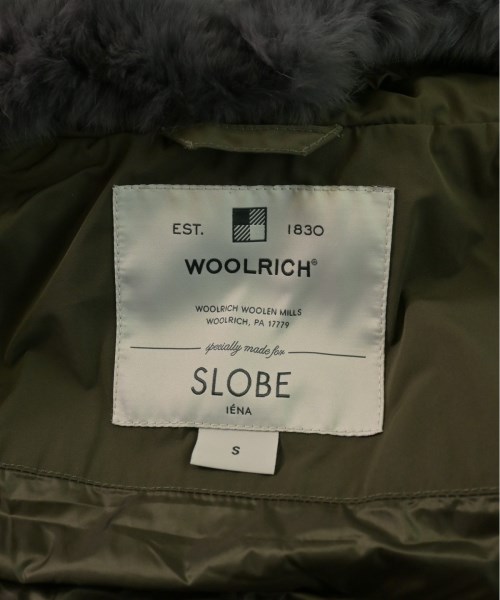 EST. 1830
WOOLRICH®
WOOLRICH WOOLEN MILLS
WOOLRICH, PA 17779
specially made for
SLOBE
IÉNA
S